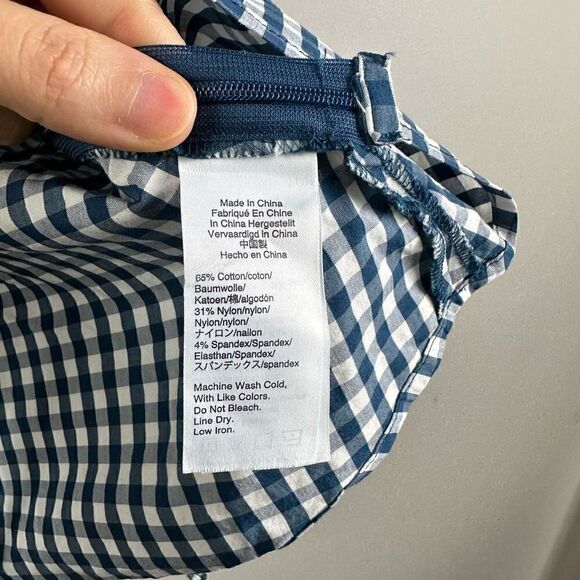 Made In China
Fabriqué En Chine
In China Hergestellt
Vervaardigd in China
中国製
Hecho en China
65% Cotton/coton/
Baumwolle/
Katoen/棉/algodón
31% Nylon/nylon/
Nylon/nylon/
ナイロン/nailon
4% Spandex/Spandex/
Elasthan/Spandex/
スパンデックス/spandex
Machine Wash Cold,
With Like Colors.
Do Not Bleach.
Line Dry.
Low Iron.